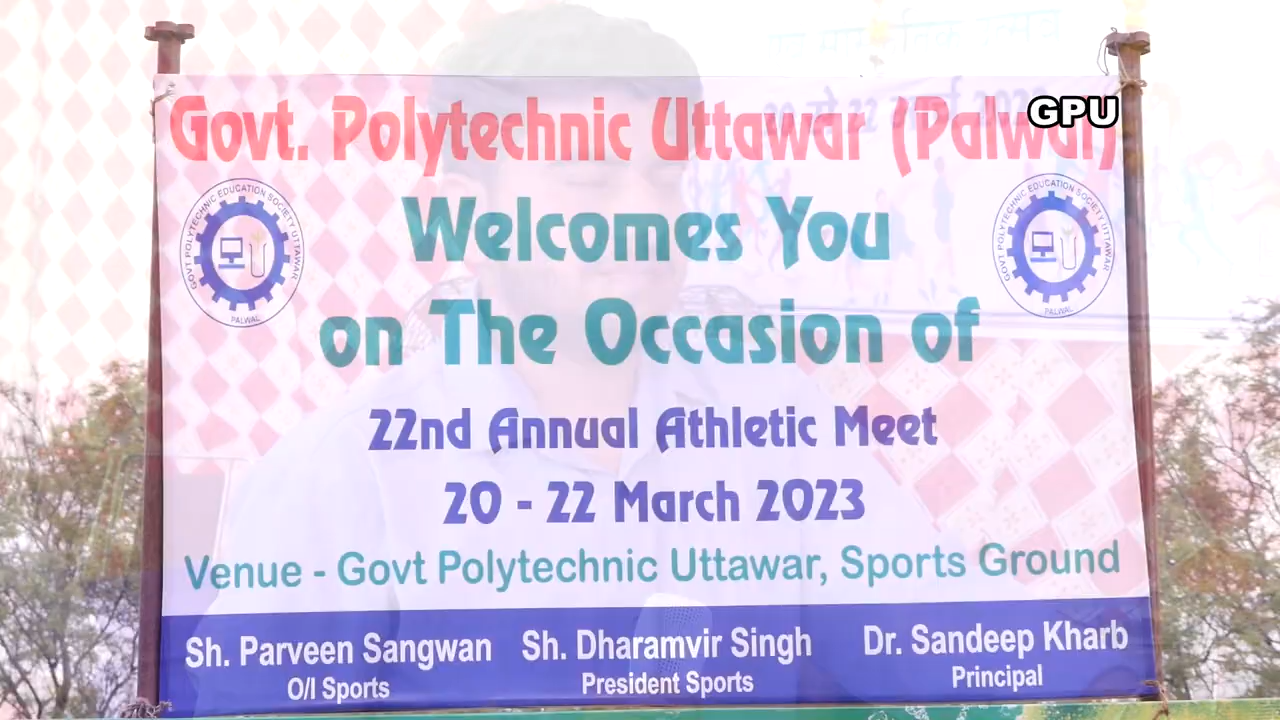 GPU
Govt. Polytechnic Uttawar (Palwal)
GOVT POLYTECHNIC EDUCATION SOCIETY UTTAWAR
PALWAL
GOVT POLYTECHNIC EDUCATION SOCIETY UTTAWAR
PALWAL
Welcomes You
on The Occasion of
22nd Annual Athletic Meet
20 - 22 March 2023
Venue - Govt Polytechnic Uttawar, Sports Ground
Sh. Parveen Sangwan
O/I Sports
Sh. Dharamvir Singh
President Sports
Dr. Sandeep Kharb
Principal